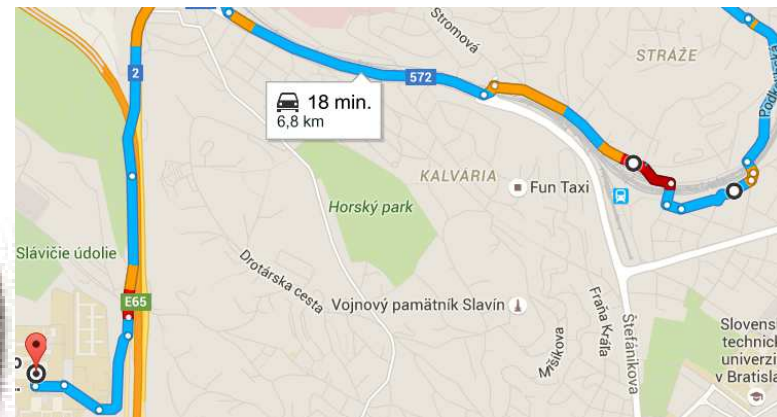 Stromová
STRÁŽE
2
572
18 min.
6,8 km
KALVÁRIA
Fun Taxi
Horský park
Slávičie údolie
Drotárska cesta
E65
Vojnový pamätník Slavín
Fraňa Kráľa
Štefánikova
Mišíkova
Slovens
technick
univerzi
v Bratisla